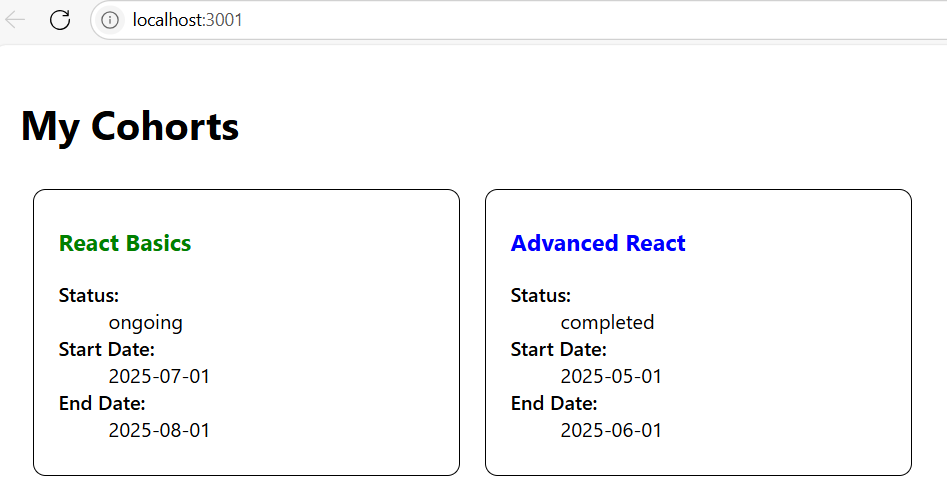 localhost:3001
My Cohorts
React Basics
Status:
ongoing
Start Date:
2025-07-01
End Date:
2025-08-01
Advanced React
Status:
completed
Start Date:
2025-05-01
End Date:
2025-06-01